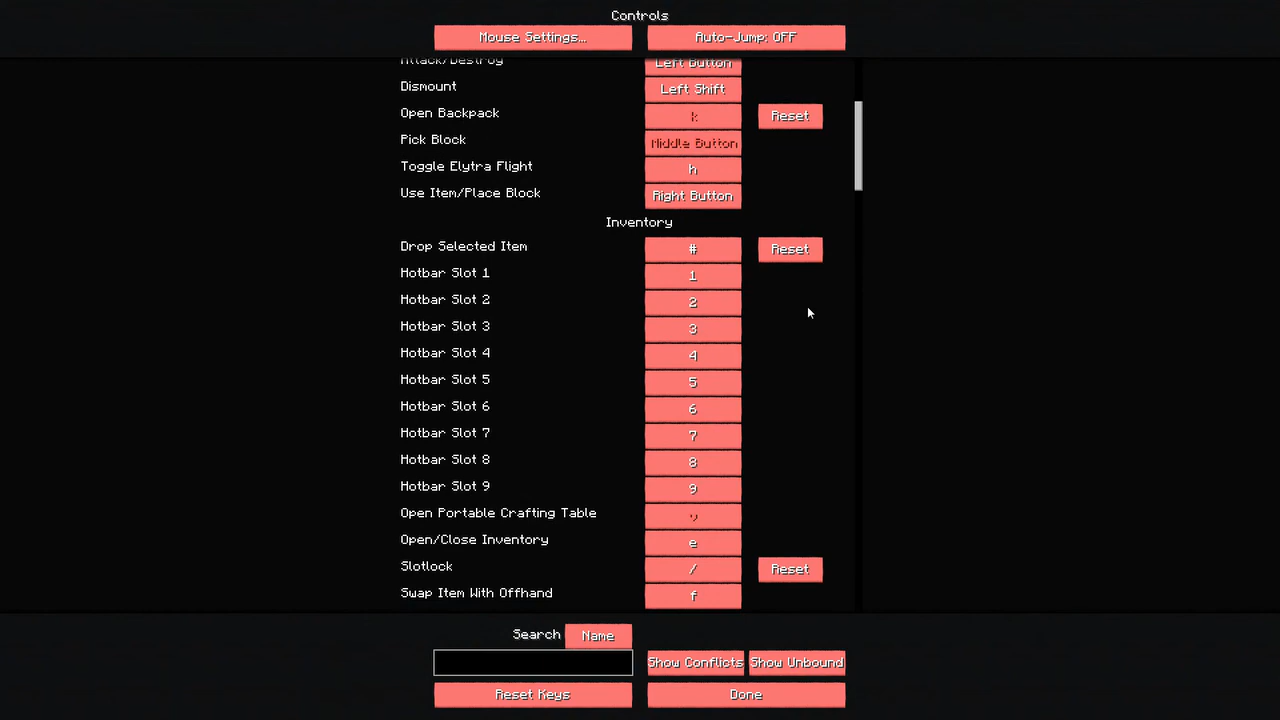 Controls
Mouse Settings... Auto-Jump: OFF
Attack/Destroy Left Button
Dismount Left Shift
Open Backpack k Reset
Pick Block Middle Button
Toggle Elytra Flight h
Use Item/Place Block Right Button
Inventory
Drop Selected Item # Reset
Hotbar Slot 1 1
Hotbar Slot 2 2
Hotbar Slot 3 3
Hotbar Slot 4 4
Hotbar Slot 5 5
Hotbar Slot 6 6
Hotbar Slot 7 7
Hotbar Slot 8 8
Hotbar Slot 9 9
Open Portable Crafting Table v
Open/Close Inventory e
Slotlock / Reset
Swap Item With Offhand f
Search Name
Show Conflicts Show Unbound
Reset Keys Done